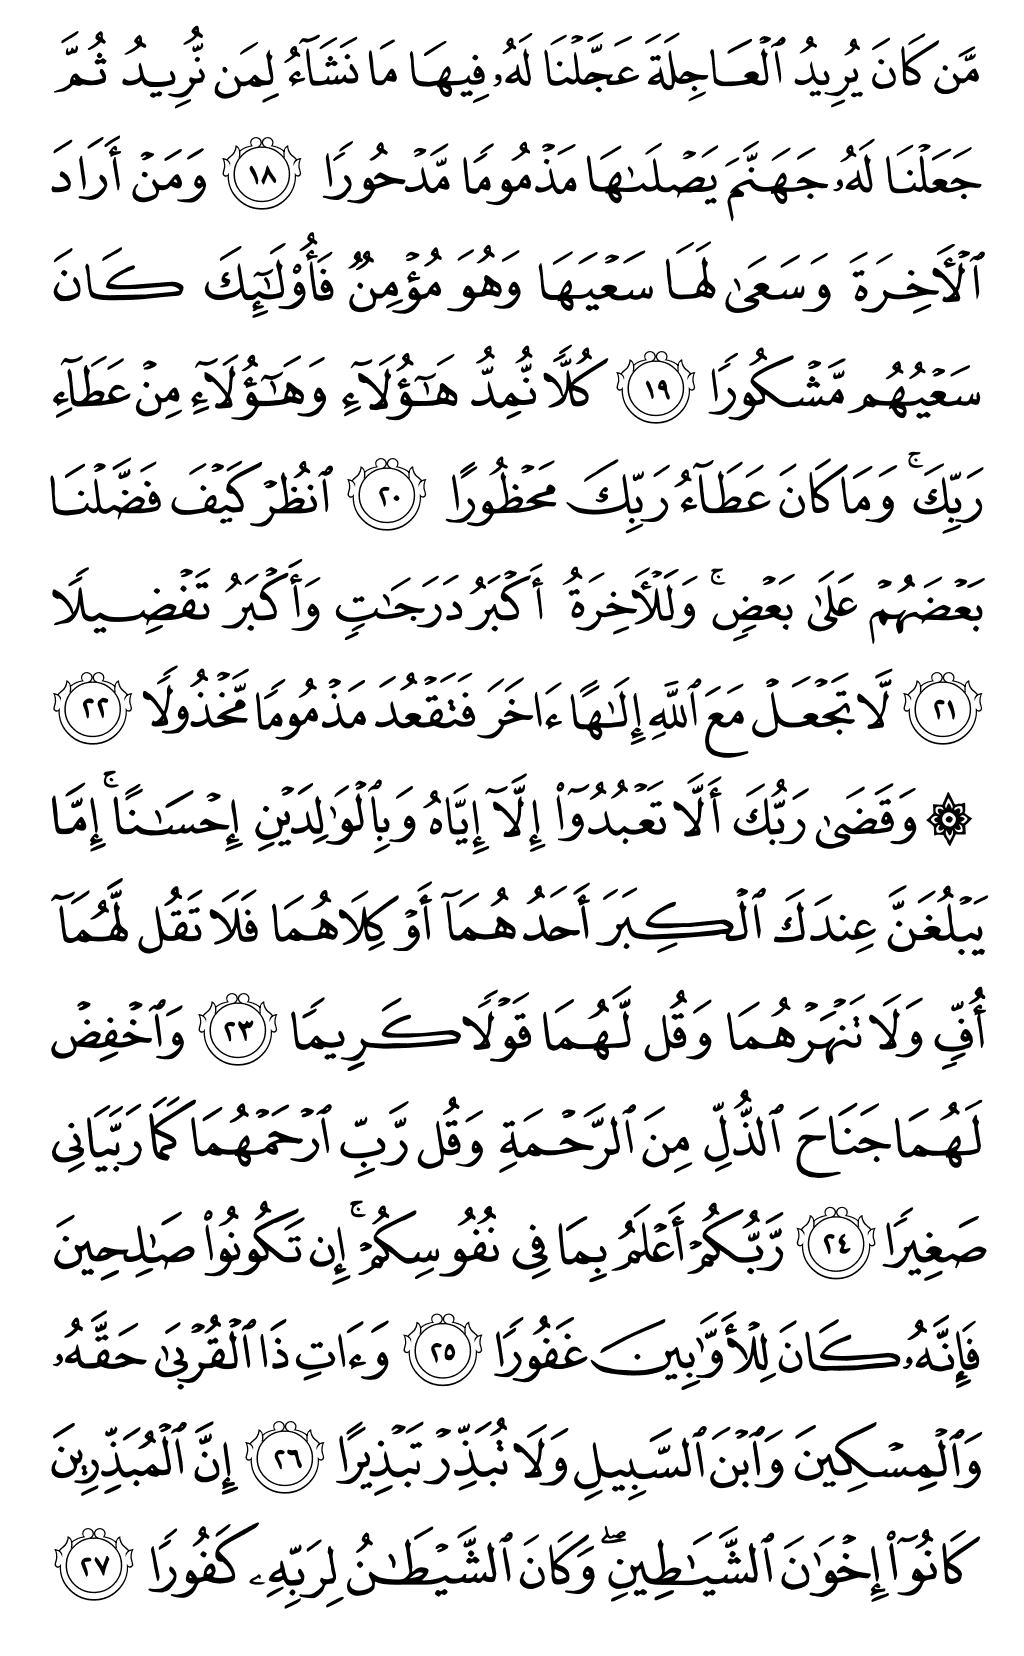 مَّن كَانَ يُرِيدُ ٱلْعَاجِلَةَ عَجَّلْنَا لَهُۥ فِيهَا مَا نَشَآءُ لِمَن نُّرِيدُ ثُمَّ
جَعَلْنَا لَهُۥ جَهَنَّمَ يَصْلَىٰهَا مَذْمُومًا مَّدْحُورًا ١٨ وَمَنْ أَرَادَ
ٱلْـَٔاخِرَةَ وَسَعَىٰ لَهَا سَعْيَهَا وَهُوَ مُؤْمِنٌ فَأُو۟لَـٰٓئِكَ كَانَ
سَعْيُهُم مَّشْكُورًا ١٩ كُلًّا نُّمِدُّ هَـٰٓؤُلَآءِ وَهَـٰٓؤُلَآءِ مِنْ عَطَآءِ
رَبِّكَ ۚ وَمَا كَانَ عَطَآءُ رَبِّكَ مَحْظُورًا ٢٠ ٱنظُرْ كَيْفَ فَضَّلْنَا
بَعْضَهُمْ عَلَىٰ بَعْضٍ ۚ وَلَلْـَٔاخِرَةُ أَكْبَرُ دَرَجَـٰتٍ وَأَكْبَرُ تَفْضِيلًا
٢١ لَّا تَجْعَلْ مَعَ ٱللَّهِ إِلَـٰهًا ءَاخَرَ فَتَقْعُدَ مَذْمُومًا مَّخْذُولًا ٢٢
۞ وَقَضَىٰ رَبُّكَ أَلَّا تَعْبُدُوٓا۟ إِلَّآ إِيَّاهُ وَبِٱلْوَٰلِدَيْنِ إِحْسَـٰنًا ۚ إِمَّا
يَبْلُغَنَّ عِندَكَ ٱلْكِبَرَ أَحَدُهُمَآ أَوْ كِلَاهُمَا فَلَا تَقُل لَّهُمَآ
أُفٍّ وَلَا تَنْهَرْهُمَا وَقُل لَّهُمَا قَوْلًا كَرِيمًا ٢٣ وَٱخْفِضْ
لَهُمَا جَنَاحَ ٱلذُّلِّ مِنَ ٱلرَّحْمَةِ وَقُل رَّبِّ ٱرْحَمْهُمَا كَمَا رَبَّيَانِى
صَغِيرًا ٢٤ رَّبُّكُمْ أَعْلَمُ بِمَا فِى نُفُوسِكُمْ ۚ إِن تَكُونُوا۟ صَـٰلِحِينَ
فَإِنَّهُۥ كَانَ لِلْأَوَّٰبِينَ غَفُورًا ٢٥ وَءَاتِ ذَا ٱلْقُرْبَىٰ حَقَّهُۥ
وَٱلْمِسْكِينَ وَٱبْنَ ٱلسَّبِيلِ وَلَا تُبَذِّرْ تَبْذِيرًا ٢٦ إِنَّ ٱلْمُبَذِّرِينَ
كَانُوٓا۟ إِخْوَٰنَ ٱلشَّيَـٰطِينِ ۖ وَكَانَ ٱلشَّيْطَـٰنُ لِرَبِّهِۦ كَفُورًا ٢٧